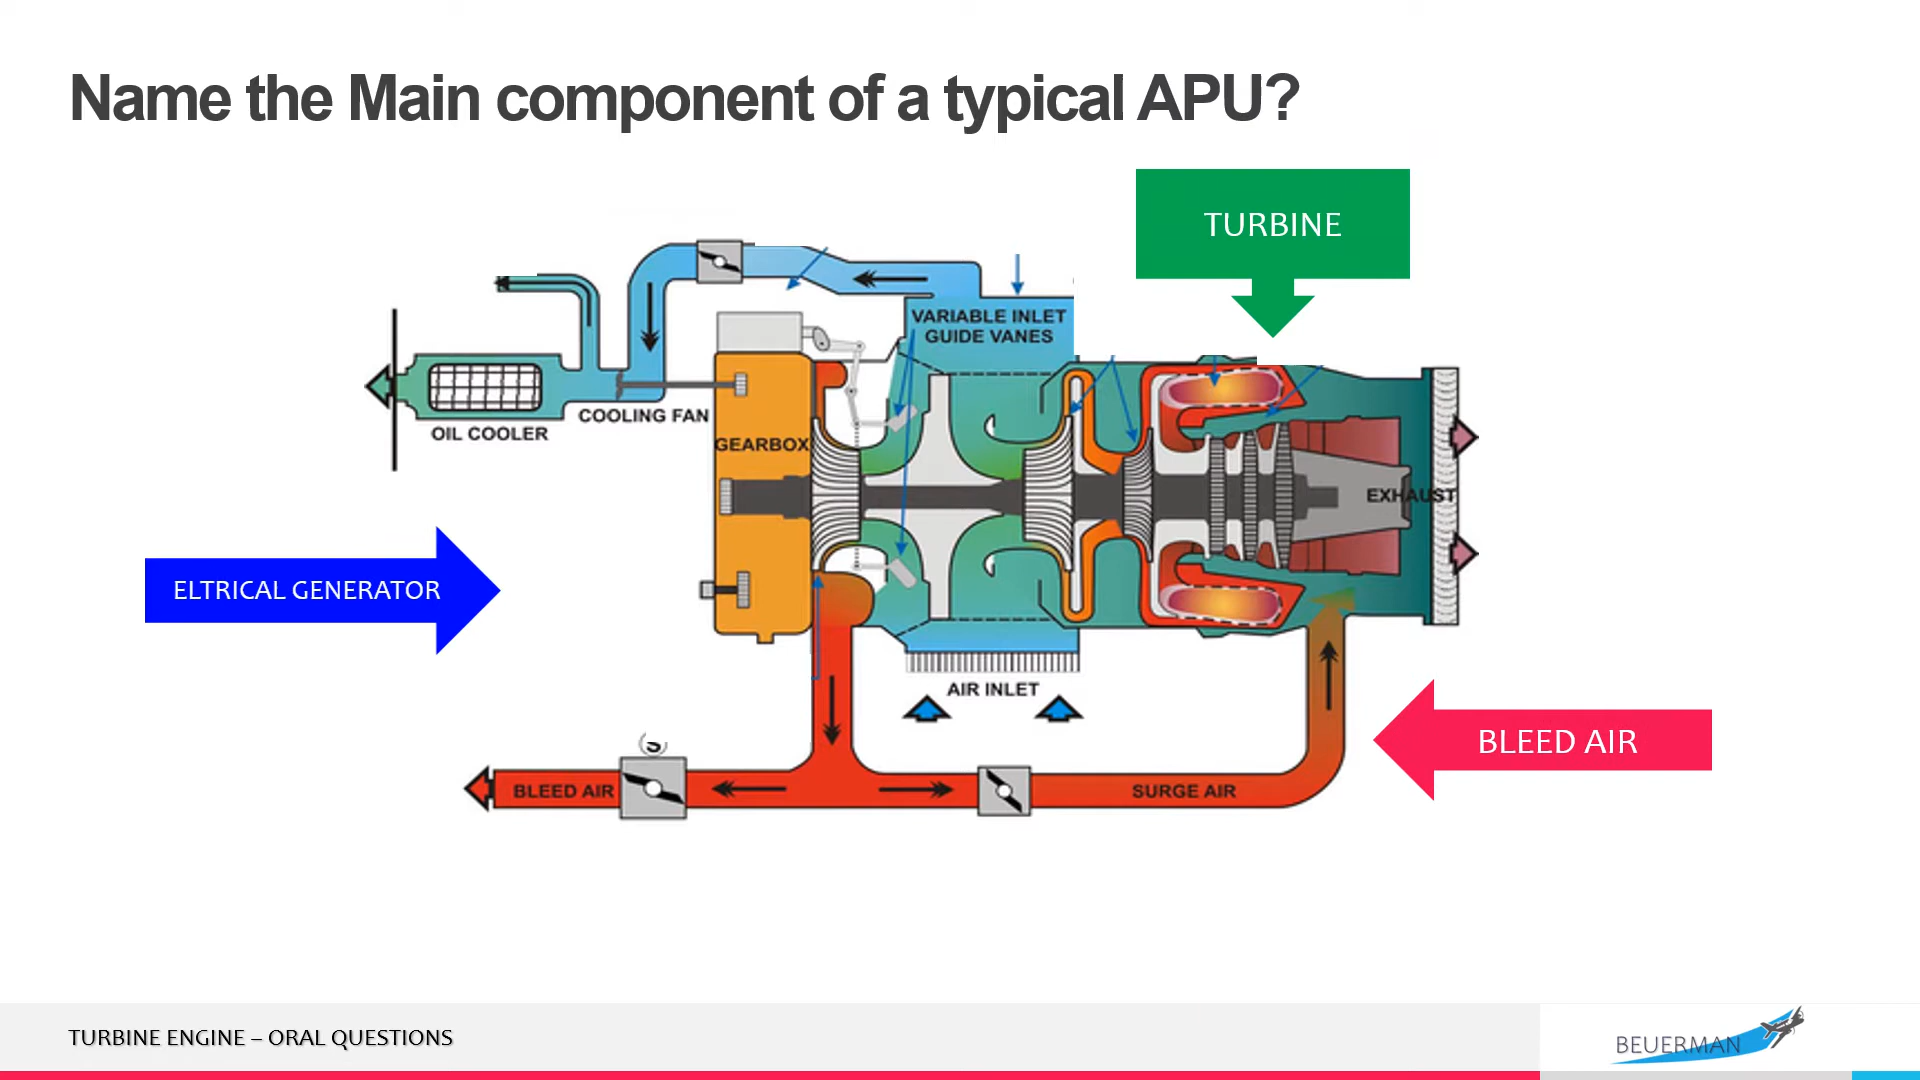 Name the Main component of a typical APU?
TURBINE
VARIABLE INLET
GUIDE VANES
COOLING FAN
OIL COOLER
GEARBOX
EXHAUST
ELTRICAL GENERATOR
AIR INLET
S
BLEED AIR
BLEED AIR
SURGE AIR
TURBINE ENGINE – ORAL QUESTIONS
BEUERMAN